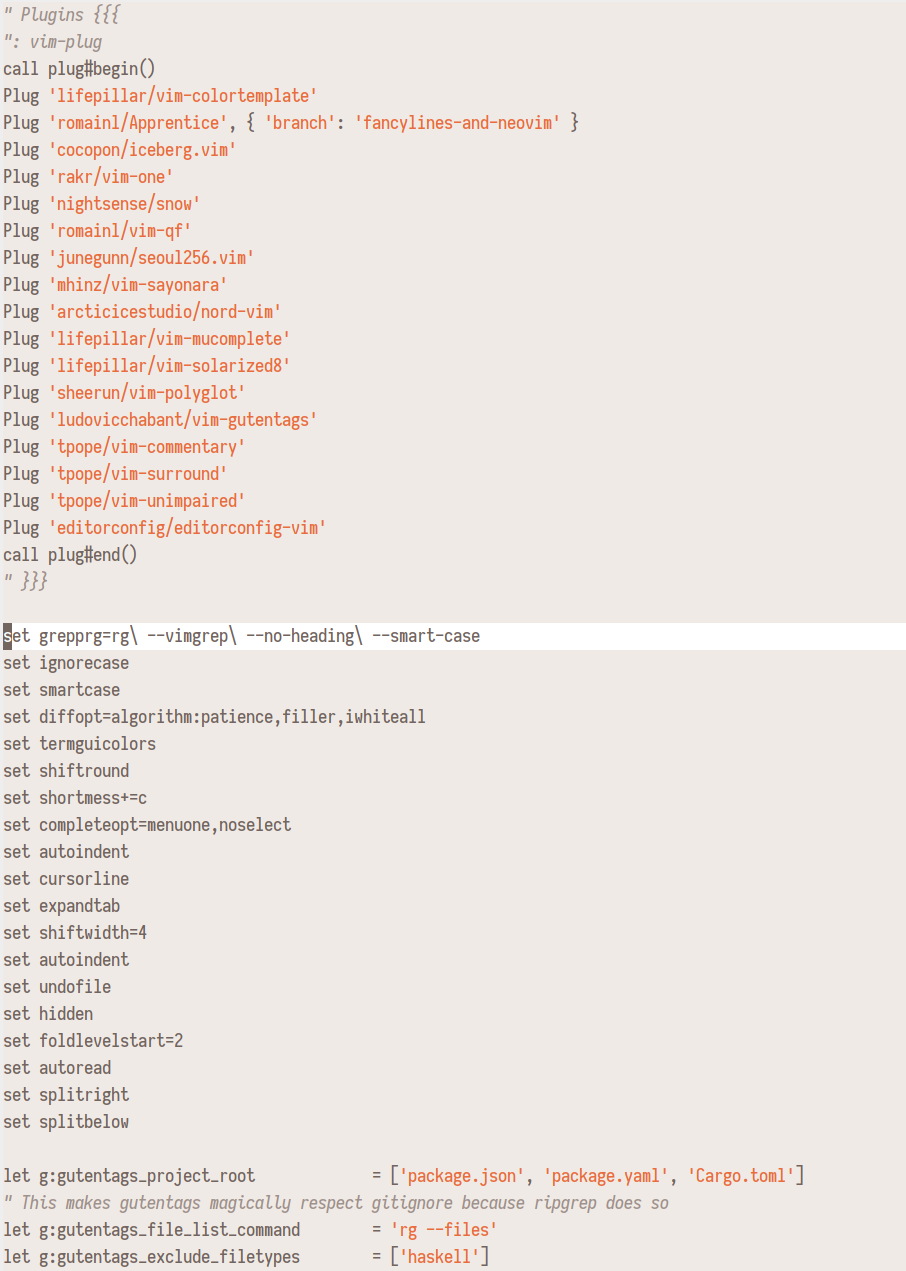 " Plugins {{{
": vim-plug
call plug#begin()
Plug 'lifepillar/vim-colortemplate'
Plug 'romainl/Apprentice', { 'branch': 'fancylines-and-neovim' }
Plug 'cocopon/iceberg.vim'
Plug 'rakr/vim-one'
Plug 'nightsense/snow'
Plug 'romainl/vim-qf'
Plug 'junegunn/seoul256.vim'
Plug 'mhinz/vim-sayonara'
Plug 'arcticicestudio/nord-vim'
Plug 'lifepillar/vim-mucomplete'
Plug 'lifepillar/vim-solarized8'
Plug 'sheerun/vim-polyglot'
Plug 'ludovicchabant/vim-gutentags'
Plug 'tpope/vim-commentary'
Plug 'tpope/vim-surround'
Plug 'tpope/vim-unimpaired'
Plug 'editorconfig/editorconfig-vim'
call plug#end()
" }}}
set grepprg=rg\ --vimgrep\ --no-heading\ --smart-case
set ignorecase
set smartcase
set diffopt=algorithm:patience,filler,iwhiteall
set termguicolors
set shiftround
set shortmess+=c
set completeopt=menuone,noselect
set autoindent
set cursorline
set expandtab
set shiftwidth=4
set autoindent
set undofile
set hidden
set foldlevelstart=2
set autoread
set splitright
set splitbelow
let g:gutentags_project_root             = ['package.json', 'package.yaml', 'Cargo.toml']
" This makes gutentags magically respect gitignore because ripgrep does so
let g:gutentags_file_list_command        = 'rg --files'
let g:gutentags_exclude_filetypes        = ['haskell']